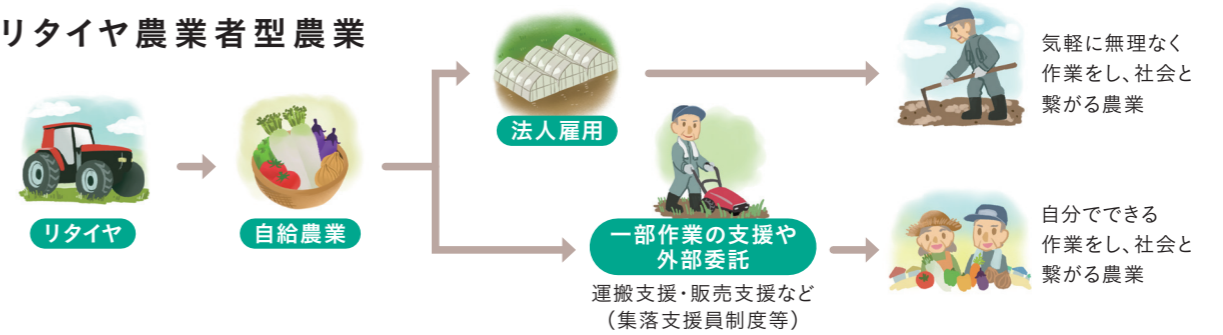 リタイヤ農業者型農業
リタイヤ
自給農業
法人雇用
気軽に無理なく
作業をし、社会と
繋がる農業
一部作業の支援や
外部委託
運搬支援・販売支援など
（集落支援員制度等）
自分でできる
作業をし、社会と
繋がる農業